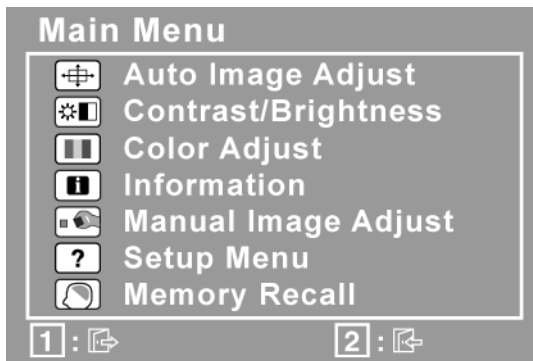 Main Menu
Auto Image Adjust
Contrast/Brightness
Color Adjust
Information
Manual Image Adjust
? Setup Menu
Memory Recall
1 : 2 :